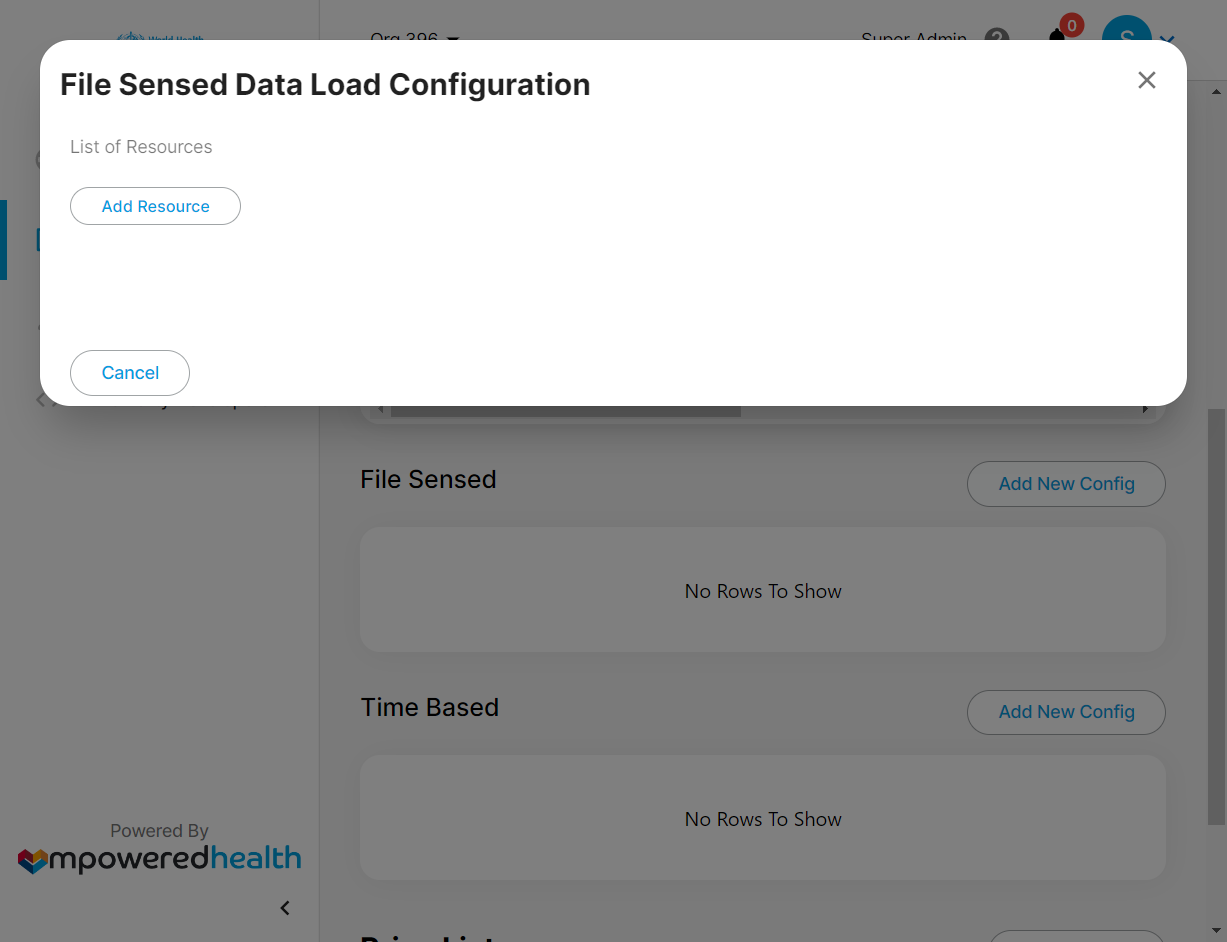 World Health
Org 396
Super Admin
?
0
S
File Sensed Data Load Configuration
List of Resources
Add Resource
Cancel
File Sensed
Add New Config
No Rows To Show
Time Based
Add New Config
No Rows To Show
Powered By
mpoweredhealth